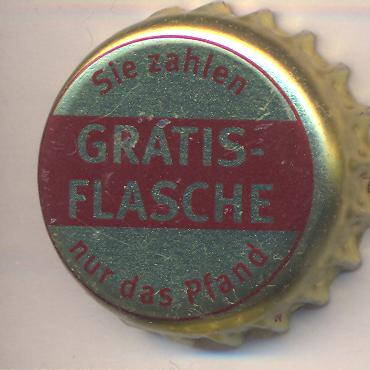 Sie zahlen
GRATIS-
FLASCHE
nur das Pfand